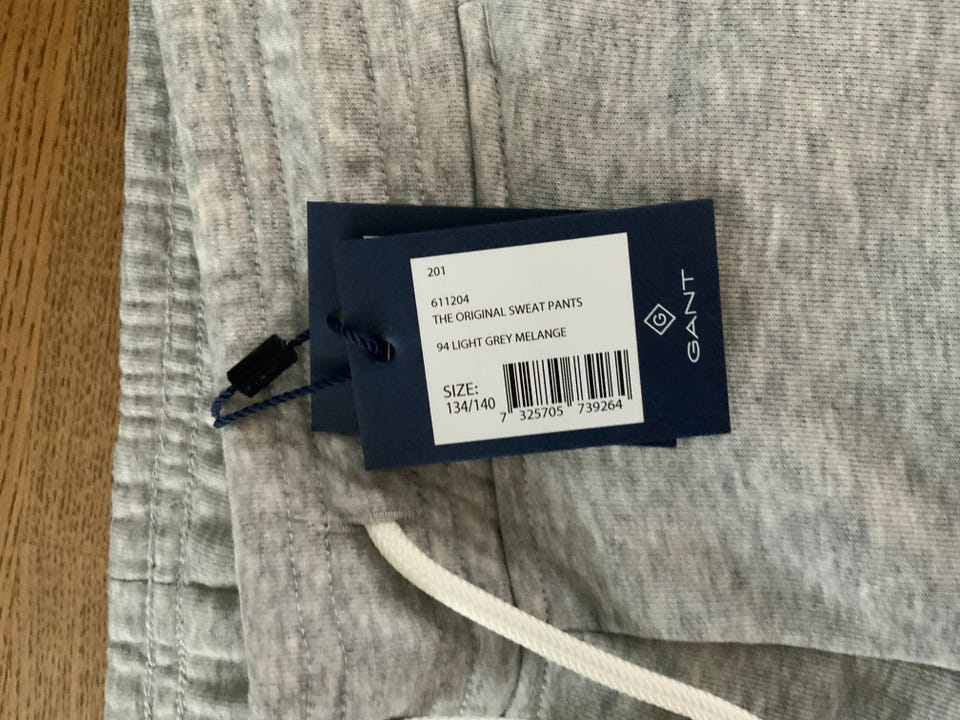 201
611204
THE ORIGINAL SWEAT PANTS
94 LIGHT GREY MELANGE
SIZE:
134/140
7 325705 739264
G
GANT